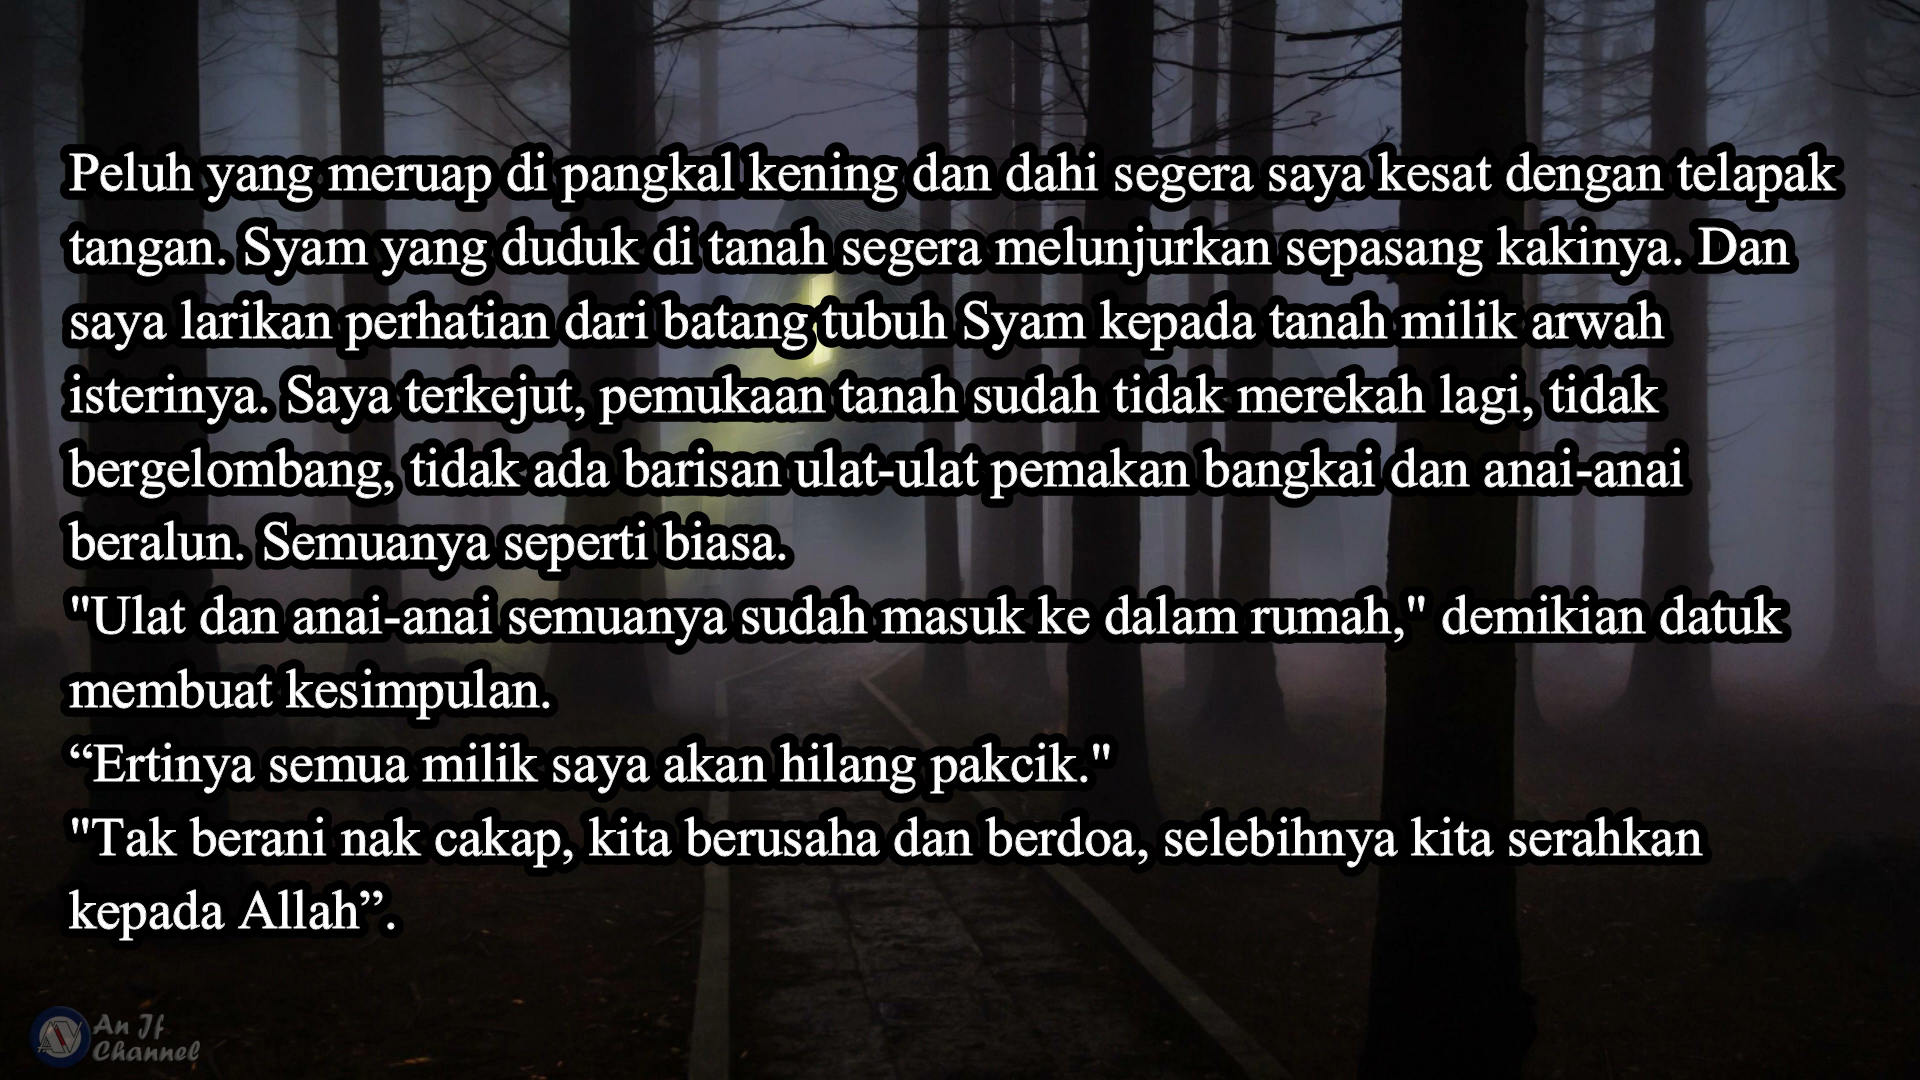 Peluh yang meruap di pangkal kening dan dahi segera saya kesat dengan telapak
tangan. Syam yang duduk di tanah segera melunjurkan sepasang kakinya. Dan
saya larikan perhatian dari batang tubuh Syam kepada tanah milik arwah
isterinya. Saya terkejut, pemukaan tanah sudah tidak merekah lagi, tidak
bergelombang, tidak ada barisan ulat-ulat pemakan bangkai dan anai-anai
beralun. Semuanya seperti biasa.
"Ulat dan anai-anai semuanya sudah masuk ke dalam rumah," demikian datuk
membuat kesimpulan.
“Ertinya semua milik saya akan hilang pakcik."
"Tak berani nak cakap, kita berusaha dan berdoa, selebihnya kita serahkan
kepada Allah”.
An If
Channel